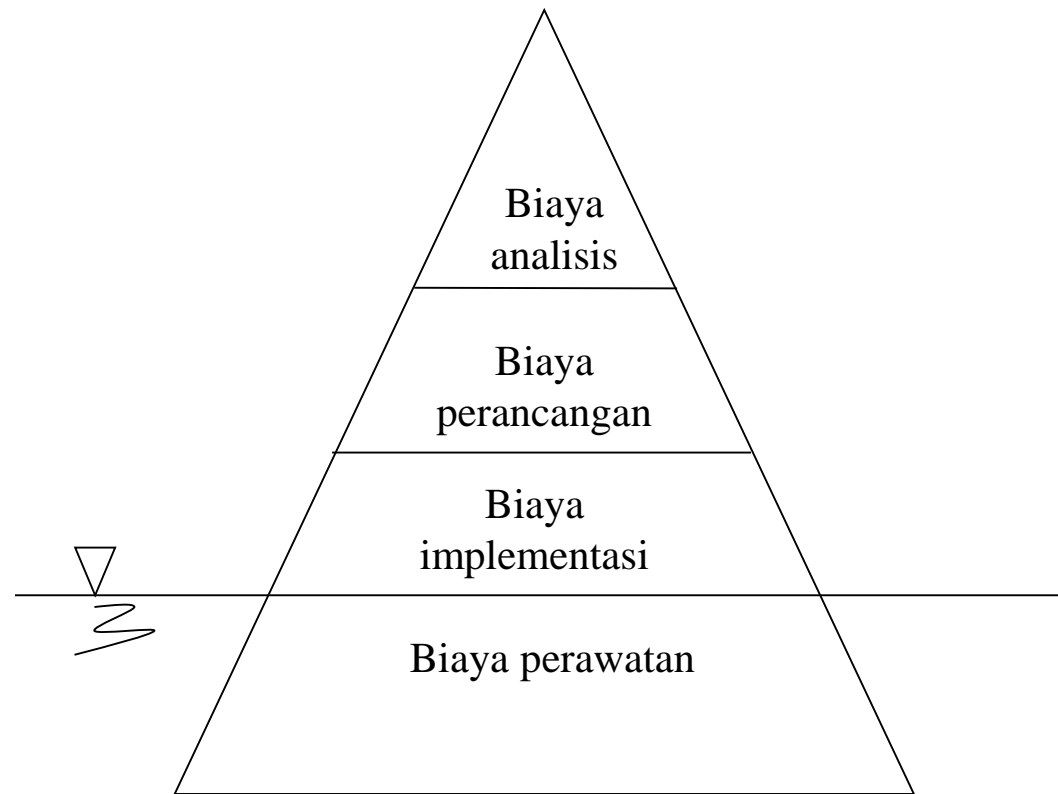 Biaya
analisis
Biaya
perancangan
Biaya
implementasi
Biaya perawatan